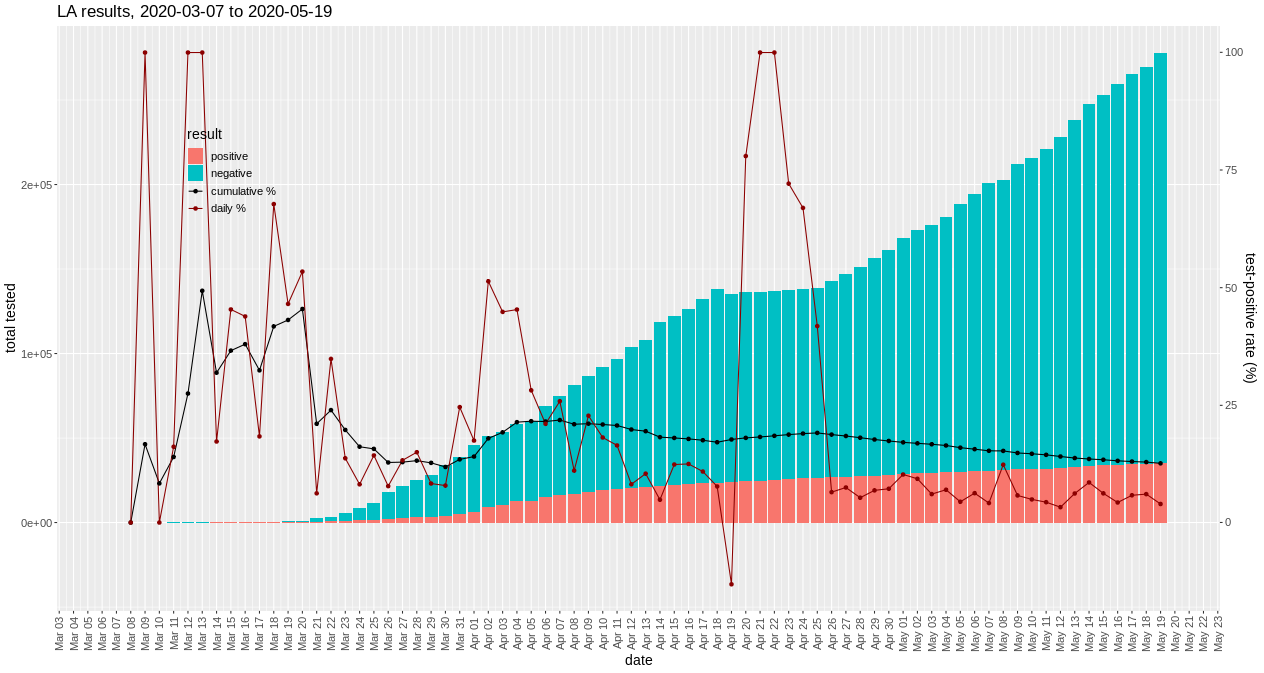 LA results, 2020-03-07 to 2020-05-19
total tested
2e+05
1e+05
0e+00
result
positive
negative
cumulative %
daily %
100
75
50
25
0
test-positive rate (%)
Mar 03
Mar 04
Mar 05
Mar 06
Mar 07
Mar 08
Mar 09
Mar 10
Mar 11
Mar 12
Mar 13
Mar 14
Mar 15
Mar 16
Mar 17
Mar 18
Mar 19
Mar 20
Mar 21
Mar 22
Mar 23
Mar 24
Mar 25
Mar 26
Mar 27
Mar 28
Mar 29
Mar 30
Mar 31
Apr 01
Apr 02
Apr 03
Apr 04
Apr 05
Apr 06
Apr 07
Apr 08
Apr 09
Apr 10
Apr 11
Apr 12
Apr 13
Apr 14
Apr 15
Apr 16
Apr 17
Apr 18
Apr 19
Apr 20
Apr 21
Apr 22
Apr 23
Apr 24
Apr 25
Apr 26
Apr 27
Apr 28
Apr 29
Apr 30
May 01
May 02
May 03
May 04
May 05
May 06
May 07
May 08
May 09
May 10
May 11
May 12
May 13
May 14
May 15
May 16
May 17
May 18
May 19
May 20
May 21
May 22
May 23
date